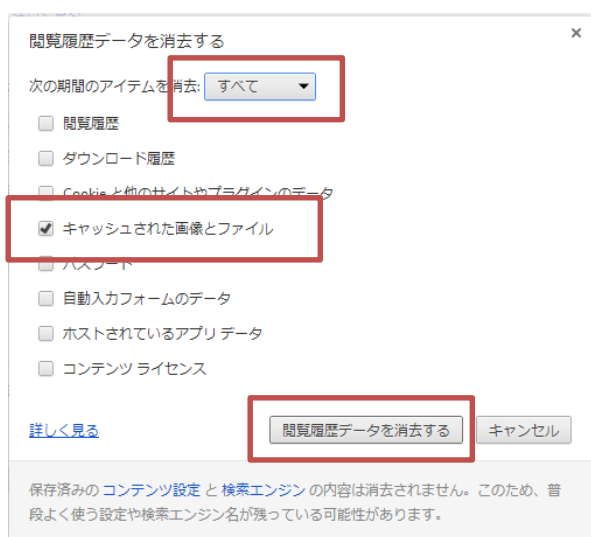 閲覧履歴データを消去する ×
次の期間のアイテムを消去: すべて
閲覧履歴
ダウンロード履歴
Cookie と他のサイトやプラグインのデータ
キャッシュされた画像とファイル
パスワード
自動入力フォームのデータ
ホストされているアプリ データ
コンテンツ ライセンス
詳しく見る 閲覧履歴データを消去する キャンセル
保存済みの コンテンツ設定 と 検索エンジン の内容は消去されません。このため、普
段よく使う設定や検索エンジン名が残っている可能性があります。